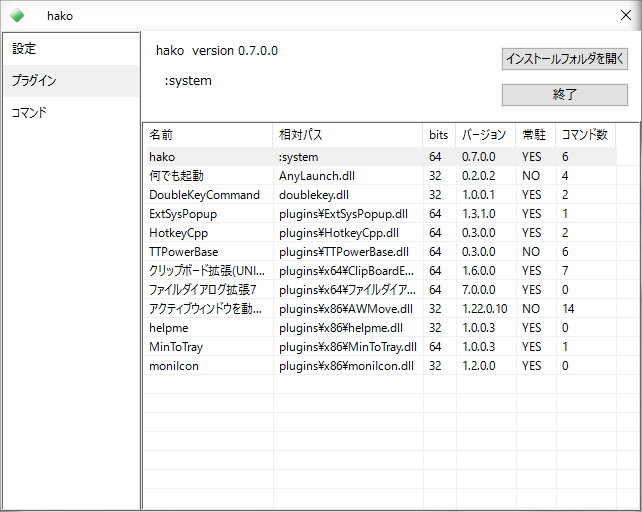 hako
設定
プラグイン
コマンド
hako version 0.7.0.0
:system
インストールフォルダを開く
終了
名前 相対パス bits バージョン 常駐 コマンド数
hako :system 64 0.7.0.0 YES 6
何でも起動 AnyLaunch.dll 32 0.2.0.2 NO 4
DoubleKeyCommand doublekey.dll 32 1.0.0.1 YES 2
ExtSysPopup plugins¥ExtSysPopup.dll 64 1.3.1.0 YES 1
HotkeyCpp plugins¥HotkeyCpp.dll 64 0.3.0.0 YES 2
TTPowerBase plugins¥TTPowerBase.dll 64 0.3.0.0 NO 6
クリップボード拡張(UNI... plugins¥x64¥ClipBoardE... 64 1.6.0.0 YES 7
ファイルダイアログ拡張7 plugins¥x64¥ファイルダイア... 64 7.0.0.0 YES 0
アクティブウィンドウを動... plugins¥x86¥AWMove.dll 32 1.22.0.10 NO 14
helpme plugins¥x86¥helpme.dll 32 1.0.0.3 YES 0
MinToTray plugins¥x86¥MinToTray.dll 64 1.0.0.3 YES 1
moniIcon plugins¥x86¥moniIcon.dll 32 1.2.0.0 YES 0